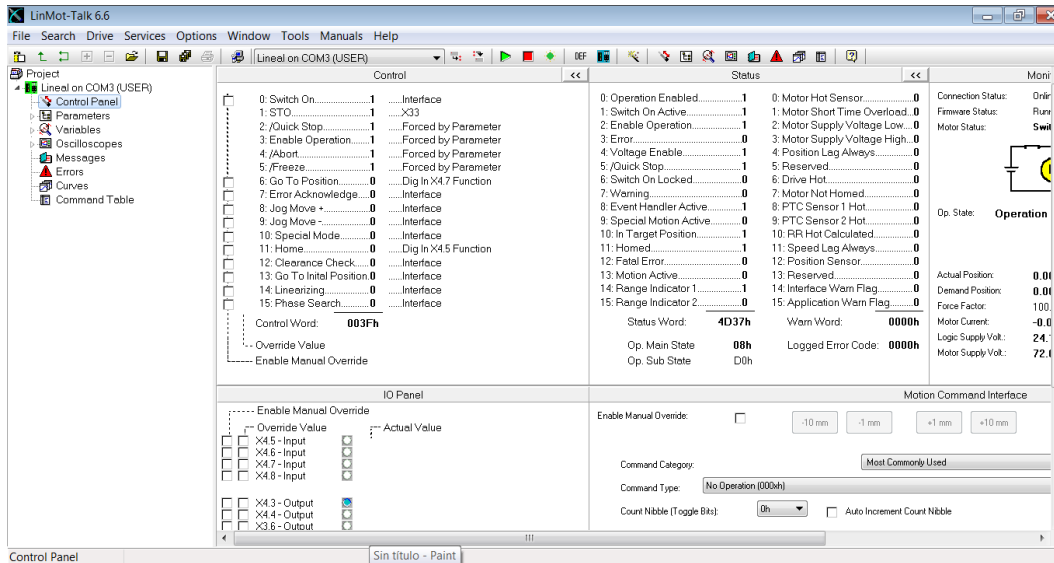 LinMot-Talk 6.6
File Search Drive Services Options Window Tools Manuals Help
Lineal on COM3 (USER)
DEF
Project
Lineal on COM3 (USER)
Control Panel
Parameters
Variables
Oscilloscopes
Messages
Errors
Curves
Command Table
Control
<<
0: Switch On 1 ......Interface
1: STO 1 ......X33
2: /Quick Stop 1 ......Forced by Parameter
3: Enable Operation 1 ......Forced by Parameter
4: /Abort 1 ......Forced by Parameter
5: /Freeze 1 ......Forced by Parameter
6: Go To Position 0 ......Dig In X4.7 Function
7: Error Acknowledge 0 ......Interface
8: Jog Move + 0 ......Interface
9: Jog Move - 0 ......Interface
10: Special Mode 0 ......Interface
11: Home 0 ......Dig In X4.5 Function
12: Clearance Check 0 ......Interface
13: Go To Inital Position 0 ......Interface
14: Linearizing 0 ......Interface
15: Phase Search 0 ......Interface
Control Word: 003Fh
Override Value
Enable Manual Override
Status
<<
0: Operation Enabled 1
1: Switch On Active 1
2: Enable Operation 1
3: Error 0
4: Voltage Enable 1
5: /Quick Stop 1
6: Switch On Locked 0
7: Warning 0
8: Event Handler Active 1
9: Special Motion Active 0
10: In Target Position 1
11: Homed 1
12: Fatal Error 0
13: Motion Active 0
14: Range Indicator 1 1
15: Range Indicator 2 0
Status Word: 4D37h
Op. Main State 08h
Op. Sub State D0h
0: Motor Hot Sensor 0
1: Motor Short Time Overload 0
2: Motor Supply Voltage Low 0
3: Motor Supply Voltage High 0
4: Position Lag Always 0
5: Reserved 0
6: Drive Hot 0
7: Motor Not Homed 0
8: PTC Sensor 1 Hot 0
9: PTC Sensor 2 Hot 0
10: RR Hot Calculated 0
11: Speed Lag Always 0
12: Position Sensor 0
13: Reserved 0
14: Interface Warn Flag 0
15: Application Warn Flag 0
Warn Word: 0000h
Logged Error Code: 0000h
Moni
Connection Status: Onlin
Firmware Status: Runn
Motor Status: Swit
Op. State: Operation
Actual Position: 0.00
Demand Position: 0.00
Force Factor: 100.
Motor Current: -0.0
Logic Supply Volt.: 24.
Motor Supply Volt.: 72.0
IO Panel
Enable Manual Override
Override Value Actual Value
X4.5 - Input
X4.6 - Input
X4.7 - Input
X4.8 - Input
X4.3 - Output
X4.4 - Output
X3.6 - Output
Motion Command Interface
Enable Manual Override: -10 mm -1 mm +1 mm +10 mm
Command Category: Most Commonly Used
Command Type: No Operation (000xh)
Count Nibble (Toggle Bits): 0h Auto Increment Count Nibble
Control Panel
Sin título - Paint